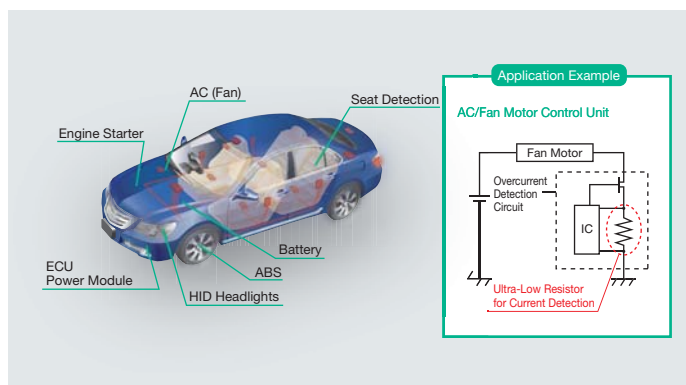 AC (Fan)
Seat Detection
Engine Starter
Battery
ABS
ECU
Power Module
HID Headlights
Application Example
AC/Fan Motor Control Unit
Fan Motor
Overcurrent
Detection
Circuit
IC
Ultra-Low Resistor
for Current Detection